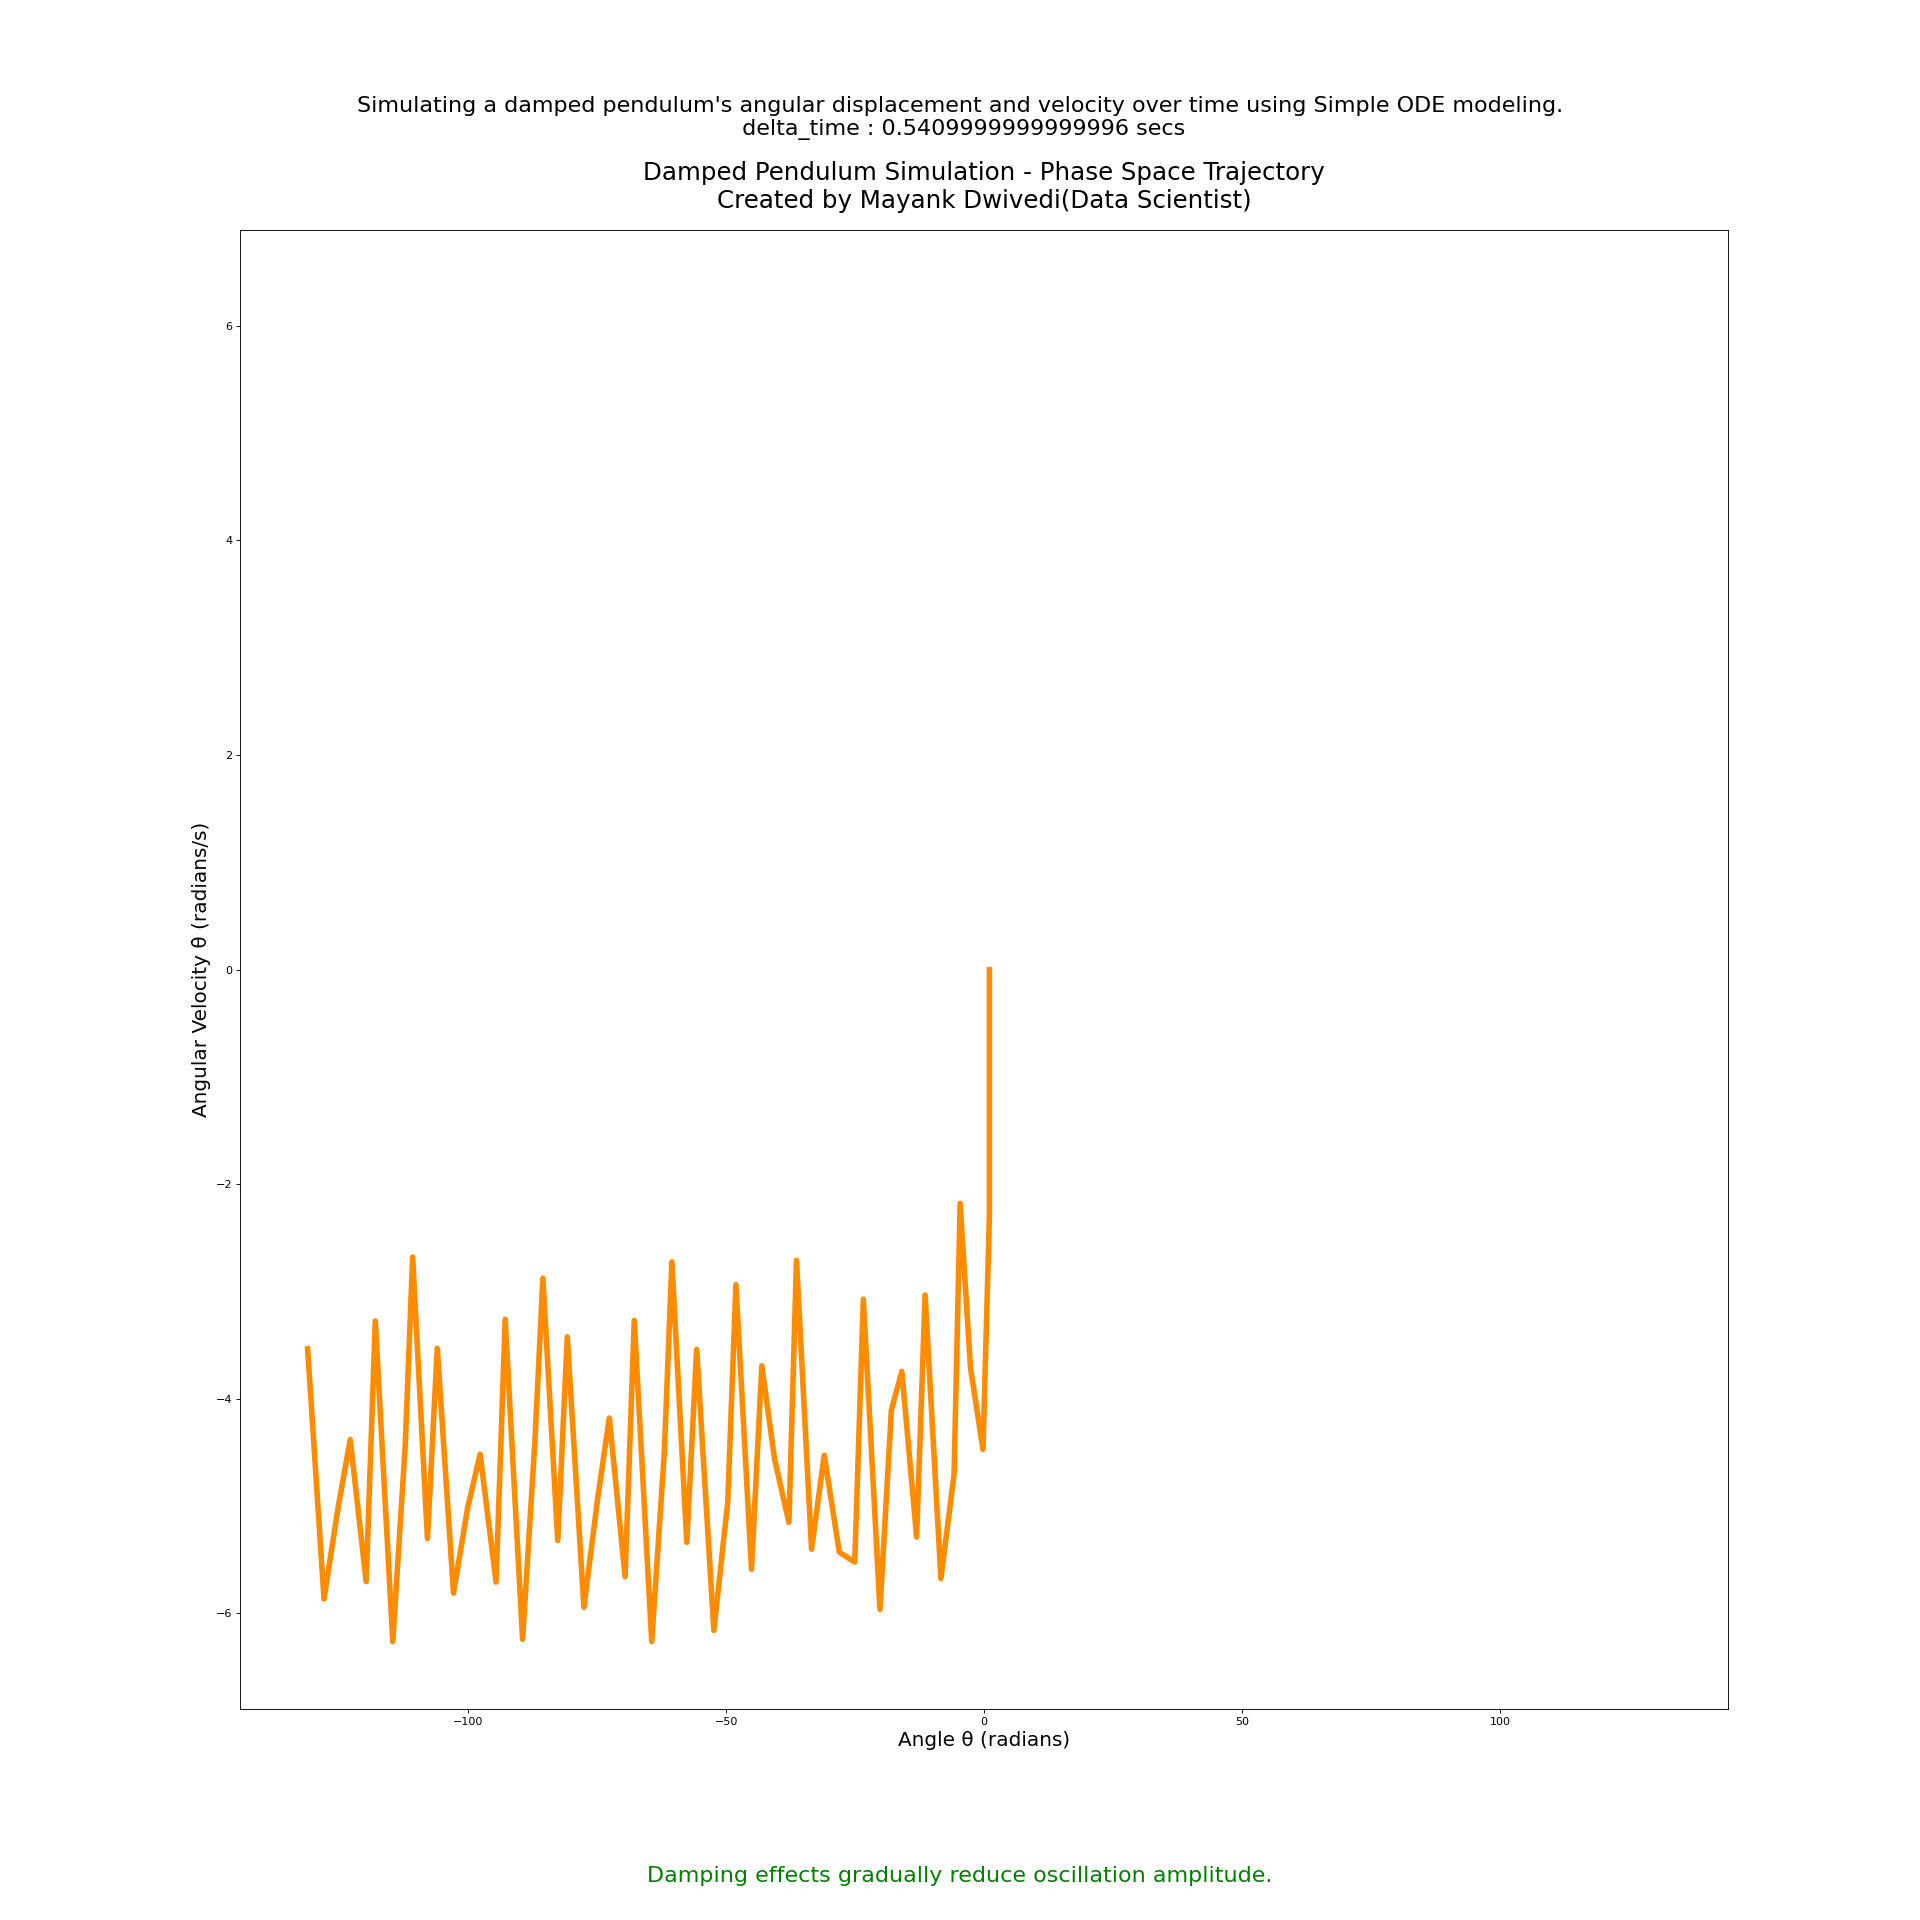 Simulating a damped pendulum's angular displacement and velocity over time using Simple ODE modeling.
delta_time : 0.5409999999999996 secs
Damped Pendulum Simulation - Phase Space Trajectory
Created by Mayank Dwivedi(Data Scientist)
6
4
2
0
−2
−4
−6
Angular Velocity θ̇ (radians/s)
−100
−50
0
50
100
Angle θ (radians)
Damping effects gradually reduce oscillation amplitude.